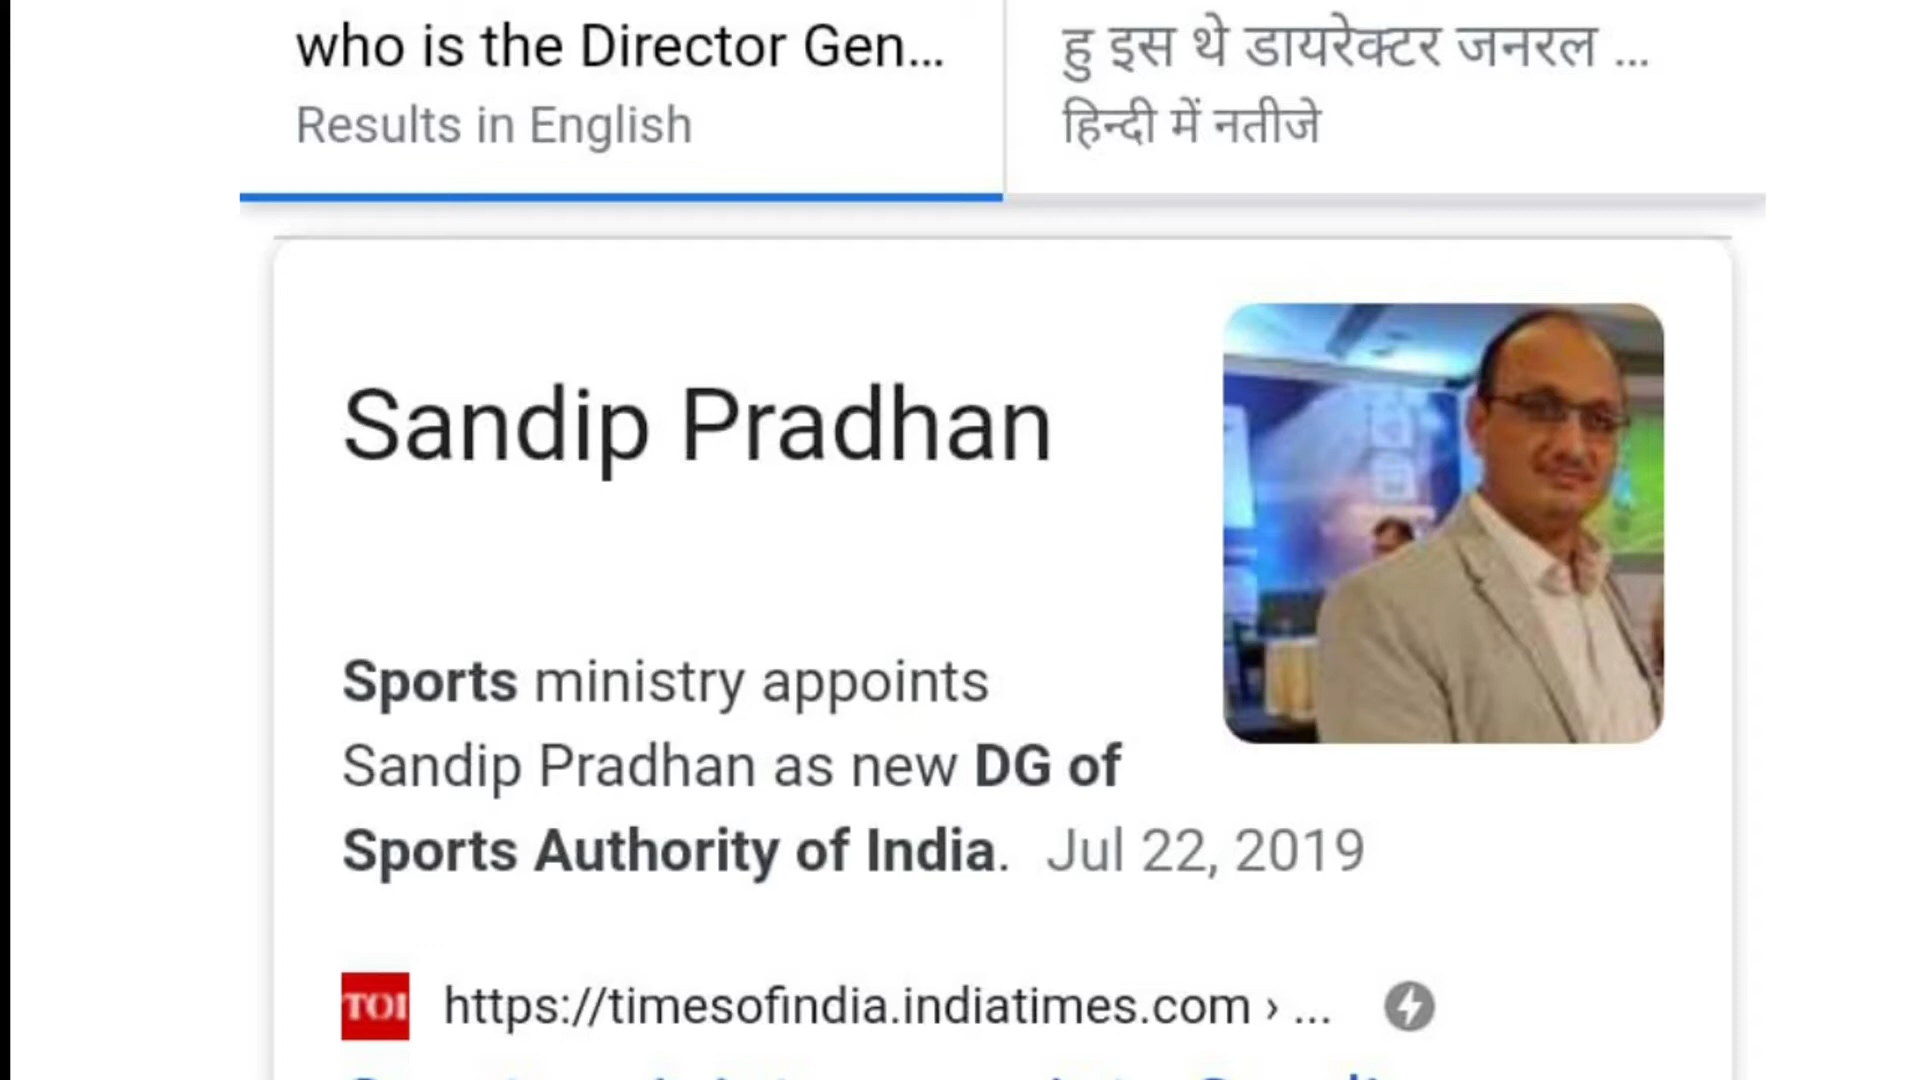 who is the Director Gen...
Results in English
हु इस थे डायरेक्टर जनरल ...
हिन्दी में नतीजे
Sandip Pradhan
Sports ministry appoints
Sandip Pradhan as new DG of
Sports Authority of India. Jul 22, 2019
TOI https://timesofindia.indiatimes.com › ...